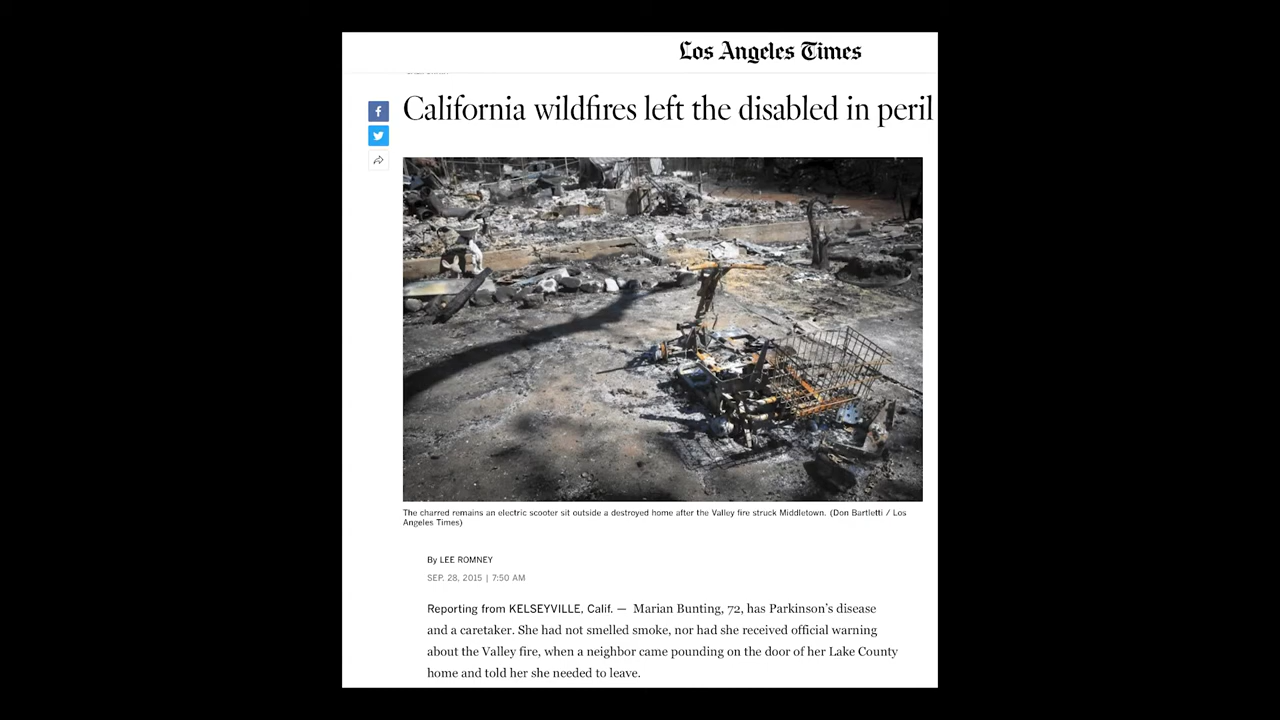 Los Angeles Times
California wildfires left the disabled in peril
The charred remains an electric scooter sit outside a destroyed home after the Valley fire struck Middletown. (Don Bartletti / Los
Angeles Times)
By LEE ROMNEY
SEP. 28, 2015 | 7:50 AM
Reporting from KELSEYVILLE, Calif. — Marian Bunting, 72, has Parkinson's disease
and a caretaker. She had not smelled smoke, nor had she received official warning
about the Valley fire, when a neighbor came pounding on the door of her Lake County
home and told her she needed to leave.